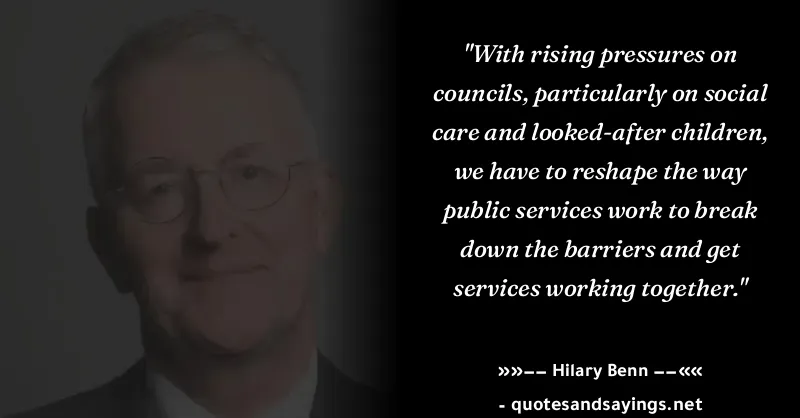 "With rising pressures on
councils, particularly on social
care and looked-after children,
we have to reshape the way
public services work to break
down the barriers and get
services working together."
»»−− Hilary Benn −−««
- quotesandsayings.net